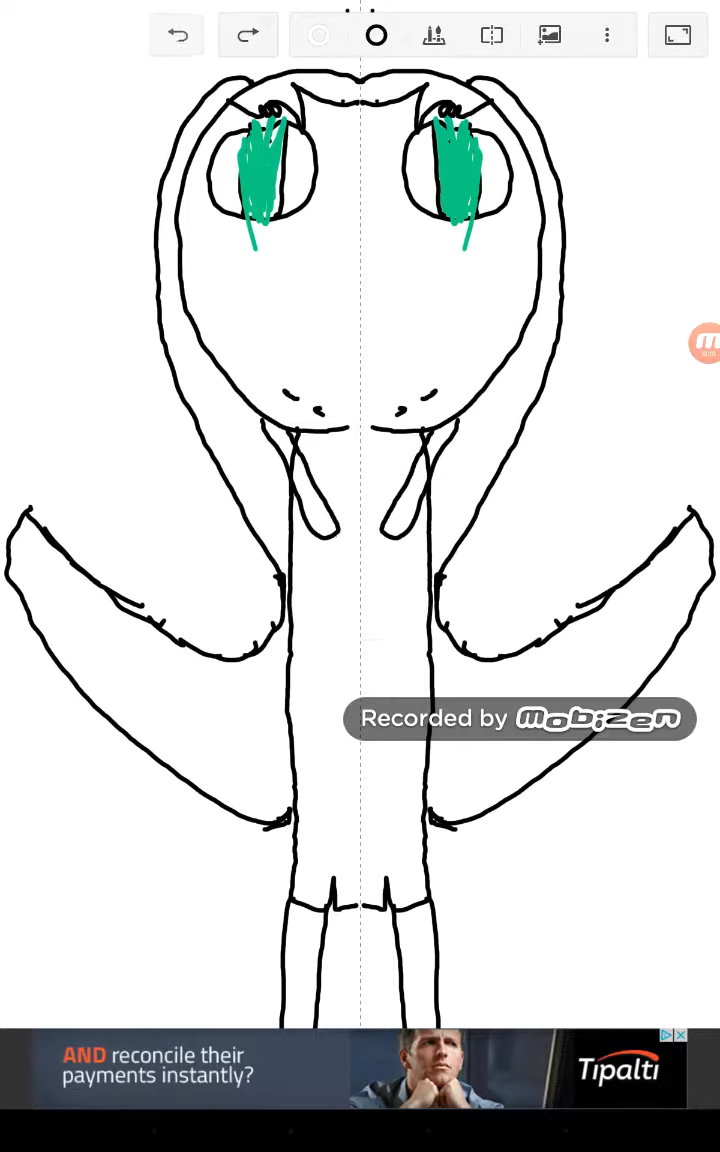 Recorded by mobizen
AND reconcile their
payments instantly?
Tipalti